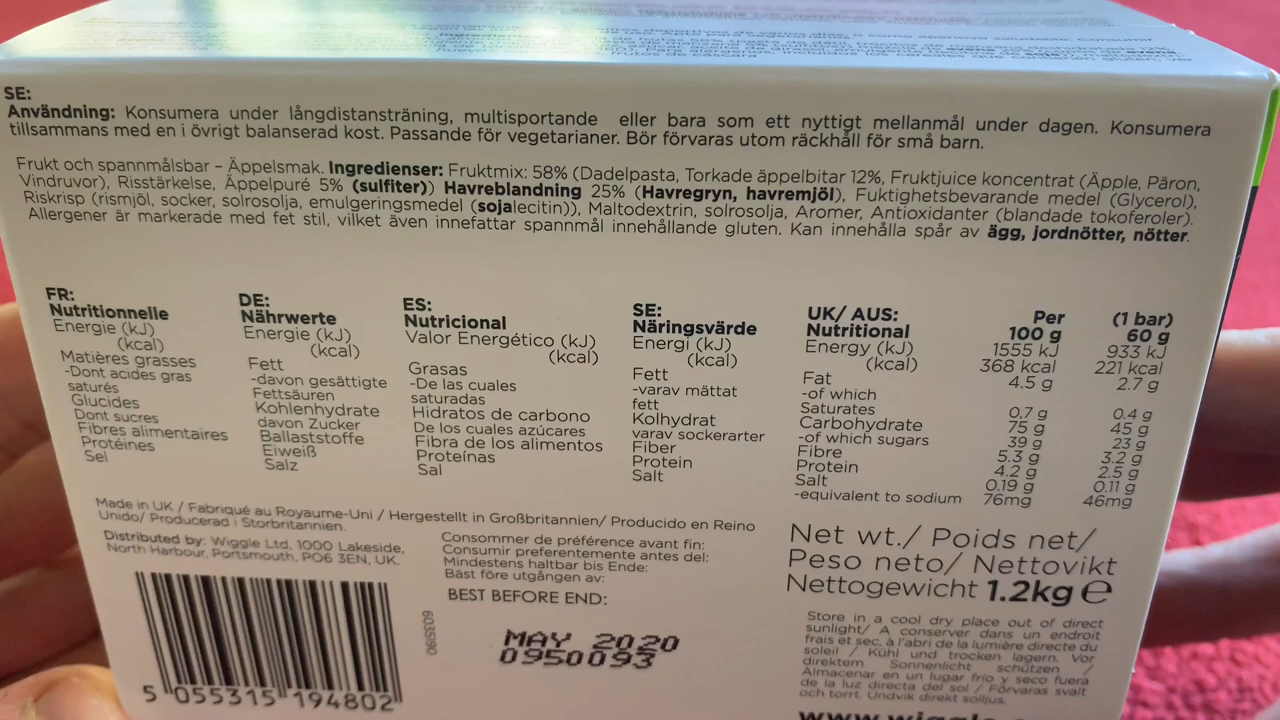 SE:
Användning: Konsumera under långdistansträning, multisportande eller bara som ett nyttigt mellanmål under dagen. Konsumera
tillsammans med en i övrigt balanserad kost. Passande för vegetarianer. Bör förvaras utom räckhåll för små barn.
Frukt och spannmålsbar – Äppelsmak. Ingredienser: Fruktmix: 58% (Dadelpasta, Torkade äppelbitar 12%, Fruktjuice koncentrat (Äpple, Päron,
Vindruvor), Risstärkelse, Äppelpuré 5% (sulfiter)) Havreblandning 25% (Havregryn, havremjöl), Fuktighetsbevarande medel (Glycerol),
Riskrisp (rismjöl, socker, solrosolja, emulgeringsmedel (sojalecitin)), Maltodextrin, solrosolja, Aromer, Antioxidanter (blandade tokoferoler).
Allergener är markerade med fet stil, vilket även innefattar spannmål innehållande gluten. Kan innehålla spår av ägg, jordnötter, nötter.
FR:
Nutritionnelle
Energie (kJ)
(kcal)
Matières grasses
-Dont acides gras
saturés
Glucides
Dont sucres
Fibres alimentaires
Protéines
Sel
DE:
Nährwerte
Energie (kJ)
(kcal)
Fett
-davon gesättigte
Fettsäuren
Kohlenhydrate
davon Zucker
Ballaststoffe
Eiweiß
Salz
ES:
Nutricional
Valor Energético (kJ)
(kcal)
Grasas
-De las cuales
saturadas
Hidratos de carbono
De los cuales azúcares
Fibra de los alimentos
Proteínas
Sal
SE:
Näringsvärde
Energi (kJ)
(kcal)
Fett
-varav mättat
fett
Kolhydrat
varav sockerarter
Fiber
Protein
Salt
UK/ AUS:
Nutritional
Energy (kJ)
(kcal)
Fat
-of which
Saturates
Carbohydrate
-of which sugars
Fibre
Protein
Salt
-equivalent to sodium
Per
100 g
1555 kJ
368 kcal
4.5 g
0.7 g
75 g
39 g
5.3 g
4.2 g
0.19 g
76mg
(1 bar)
60 g
933 kJ
221 kcal
2.7 g
0.4 g
45 g
23 g
3.2 g
2.5 g
0.11 g
46mg
Made in UK / Fabriqué au Royaume-Uni / Hergestellt in Großbritannien/ Producido en Reino
Unido/ Producerad i Storbritannien.
Distributed by: Wiggle Ltd, 1000 Lakeside,
North Harbour, Portsmouth, PO6 3EN, UK.
Consommer de préférence avant fin:
Consumir preferentemente antes del:
Mindestens haltbar bis Ende:
Bäst före utgången av:
BEST BEFORE END:
MAY 2020
0950093
6035190
5 055315 194802
Net wt./ Poids net/
Peso neto/ Nettovikt
Nettogewicht 1.2kg e
Store in a cool dry place out of direct
sunlight/ A conserver dans un endroit
frais et sec, à l'abri de la lumière directe du
soleil / Kühl und trocken lagern. Vor
direktem Sonnenlicht schützen /
Almacenar en un lugar frío y seco fuera
de la luz directa del sol / Förvaras svalt
och torrt. Undvik direkt solljus.